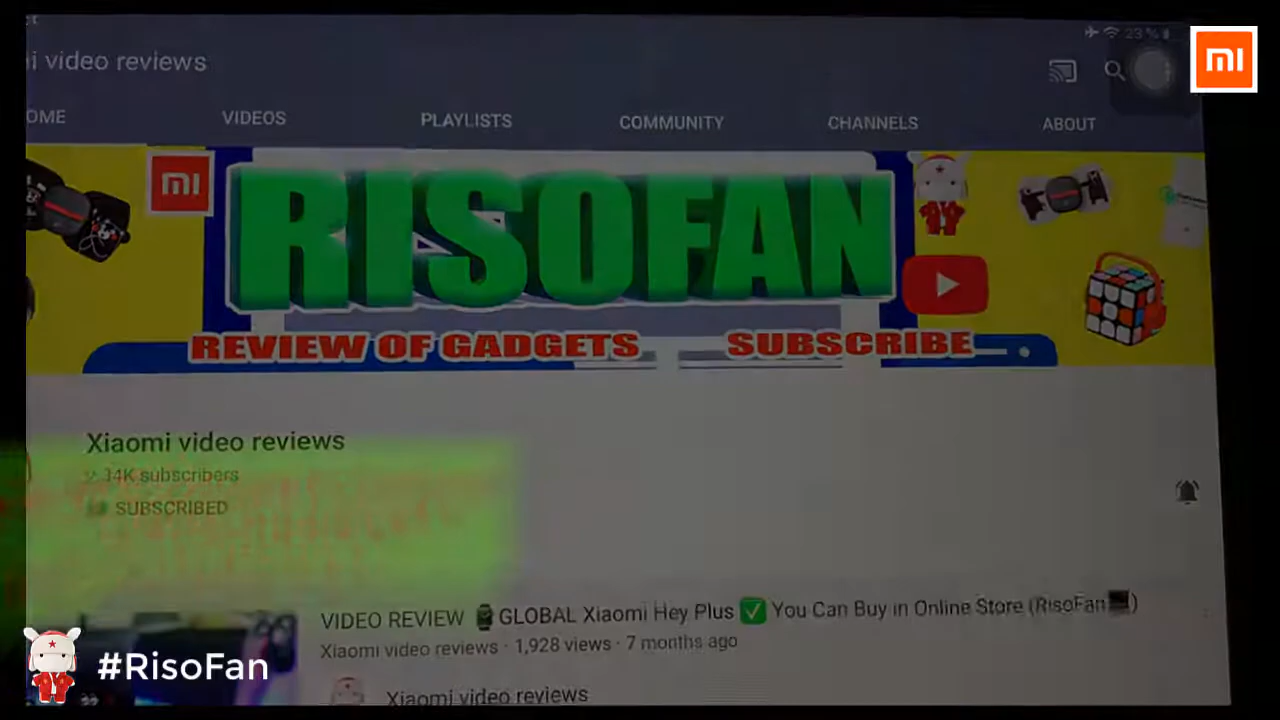 23 %
i video reviews
OME
VIDEOS
PLAYLISTS
COMMUNITY
CHANNELS
ABOUT
mi
mi
RISOFAN
REVIEW OF GADGETS
SUBSCRIBE
Xiaomi video reviews
34K subscribers
SUBSCRIBED
VIDEO REVIEW ⌚GLOBAL Xiaomi Hey Plus ✅ You Can Buy in Online Store (RisoFan💻)
Xiaomi video reviews · 1,928 views · 7 months ago
Xiaomi video reviews
#RisoFan